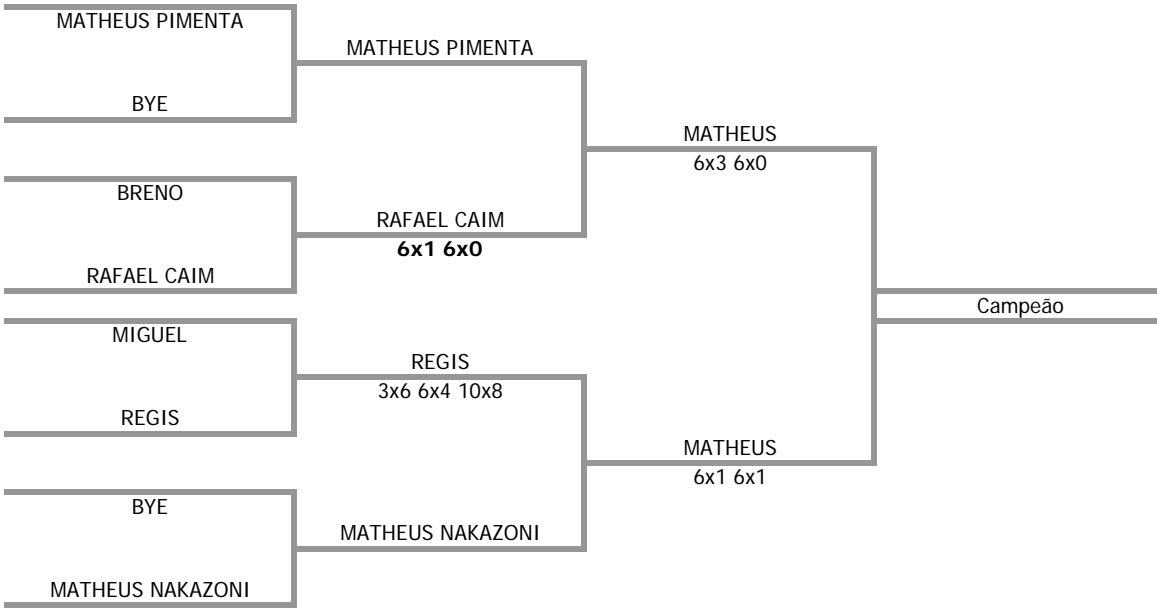 MATHEUS PIMENTA
MATHEUS PIMENTA
BYE
MATHEUS
6x3 6x0
BRENO
RAFAEL CAIM
6x1 6x0
RAFAEL CAIM
Campeão
MIGUEL
REGIS
3x6 6x4 10x8
REGIS
MATHEUS
6x1 6x1
BYE
MATHEUS NAKAZONI
MATHEUS NAKAZONI